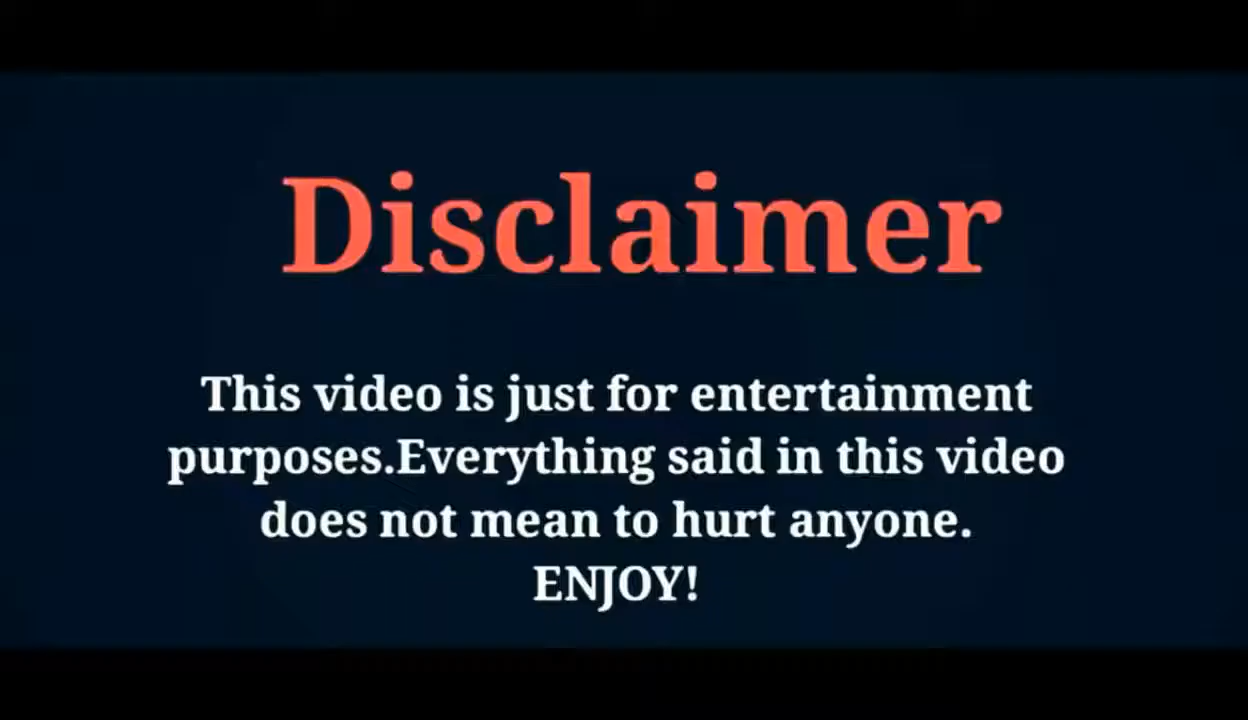 Disclaimer
This video is just for entertainment
purposes.Everything said in this video
does not mean to hurt anyone.
ENJOY!